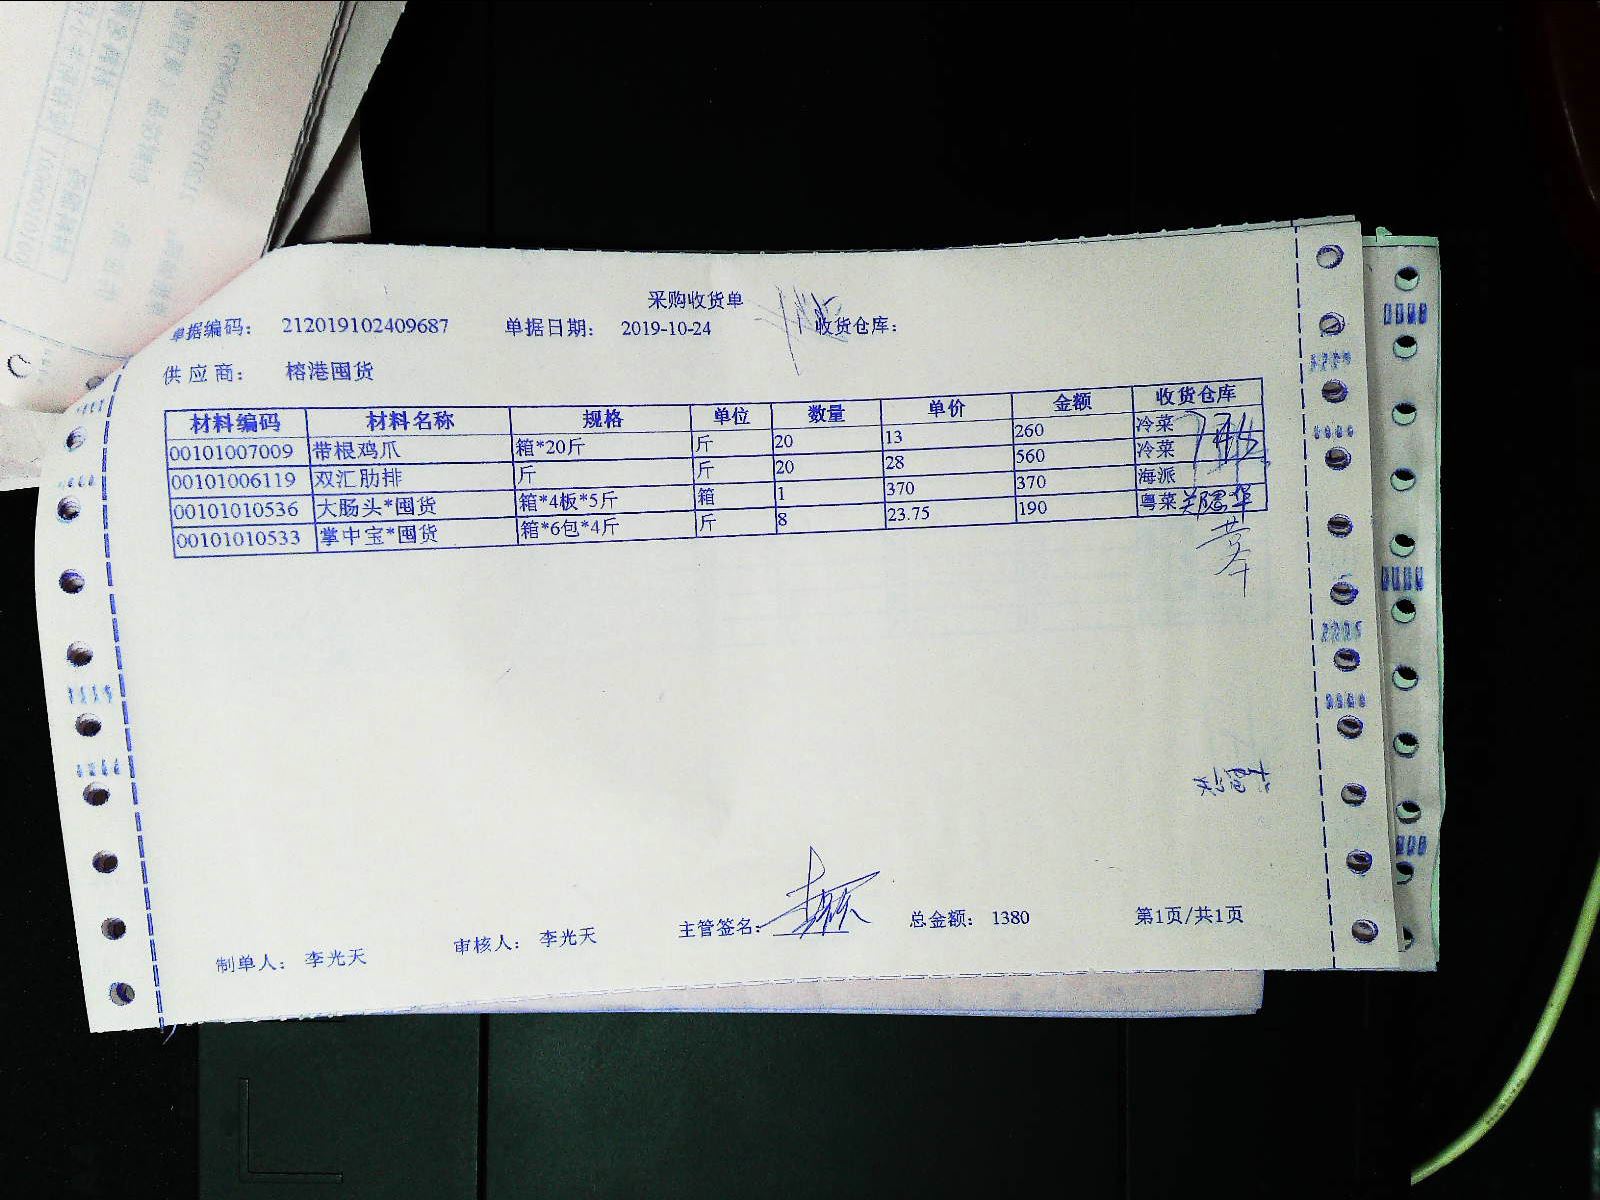 采购收货单
单据编码： 212019102409687 单据日期： 2019-10-24 收货仓库：
供应商： 榕港囤货
材料编码 材料名称 规格 单位 数量 单价 金额 收货仓库
00101007009 带根鸡爪 箱*20斤 斤 20 13 260 冷菜
00101006119 双汇肋排 斤 斤 20 28 560 冷菜
00101010536 大肠头*囤货 箱*4板*5斤 箱 1 370 370 海派
00101010533 掌中宝*囤货 箱*6包*4斤 斤 8 23.75 190 粤菜
制单人： 李光天 审核人： 李光天 主管签名： 总金额： 1380 第1页/共1页